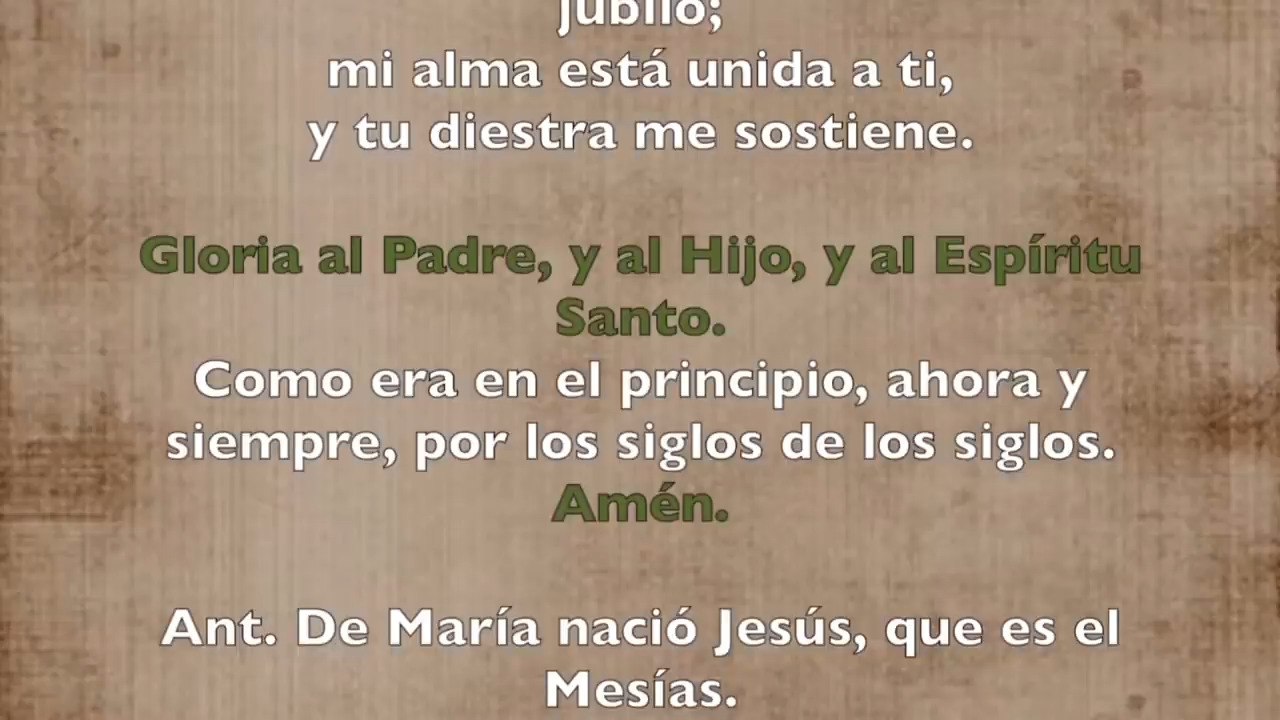 júbilo;
mi alma está unida a ti,
y tu diestra me sostiene.
Gloria al Padre, y al Hijo, y al Espíritu
Santo.
Como era en el principio, ahora y
siempre, por los siglos de los siglos.
Amén.
Ant. De María nació Jesús, que es el
Mesías.